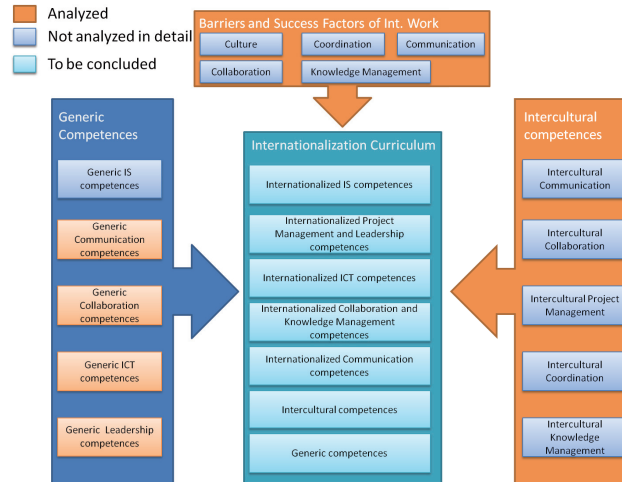 Analyzed
Not analyzed in detail
To be concluded
Barriers and Success Factors of Int. Work
Culture
Coordination
Communication
Collaboration
Knowledge Management
Generic
Competences
Generic IS
competences
Generic
Communication
competences
Generic
Collaboration
competences
Generic ICT
competences
Generic Leadership
competences
Internationalization Curriculum
Internationalized IS competences
Internationalized Project
Management and Leadership
competences
Internationalized ICT competences
Internationalized Collaboration and
Knowledge Management
competences
Internationalized Communication
competences
Intercultural competences
Generic competences
Intercultural
competences
Intercultural
Communication
Intercultural
Collaboration
Intercultural Project
Management
Intercultural
Coordination
Intercultural
Knowledge
Management